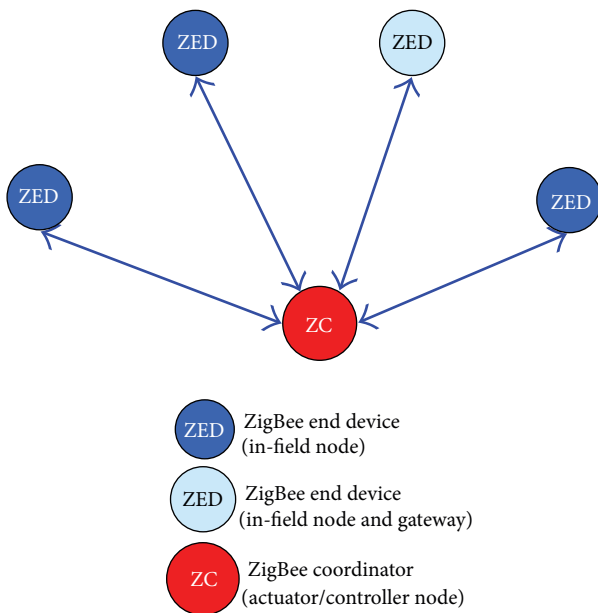 ZED
ZED
ZED
ZED
ZC
ZED
ZigBee end device
(in-field node)
ZED
ZigBee end device
(in-field node and gateway)
ZC
ZigBee coordinator
(actuator/controller node)